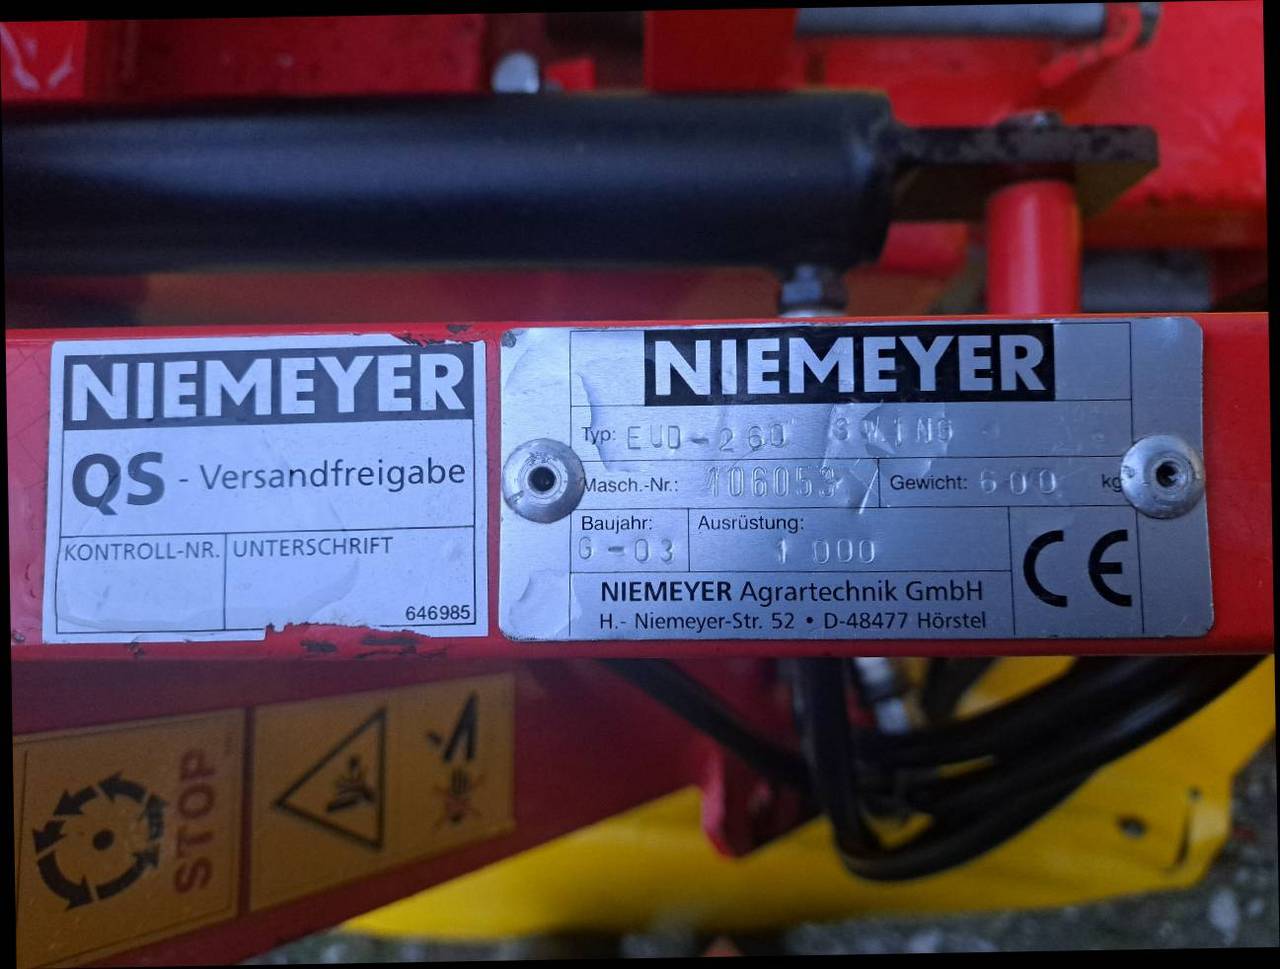 NIEMEYER
QS - Versandfreigabe
KONTROLL-NR. UNTERSCHRIFT
646985
NIEMEYER
Typ: EUD-260 SWING
Masch.-Nr.: 106053 Gewicht: 600 kg
Baujahr: Ausrüstung:
G-03 1 000
CE
NIEMEYER Agrartechnik GmbH
H.- Niemeyer-Str. 52 • D-48477 Hörstel
STOP